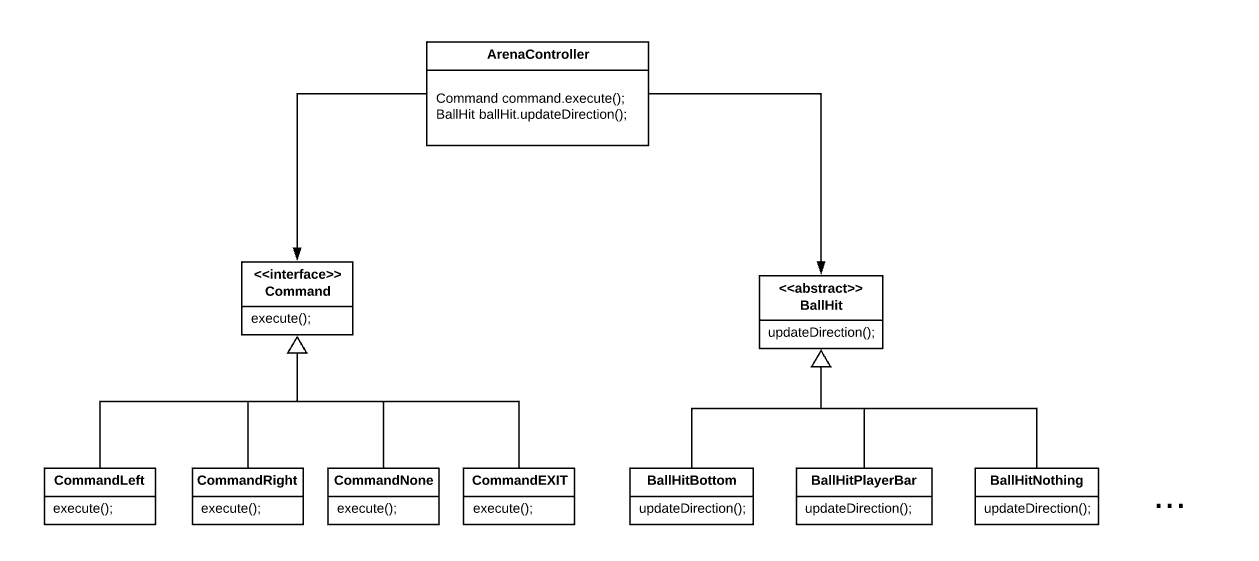 ArenaController
Command command.execute();
BallHit ballHit.updateDirection();
<<interface>>
Command
execute();
<<abstract>>
BallHit
updateDirection();
CommandLeft
execute();
CommandRight
execute();
CommandNone
execute();
CommandEXIT
execute();
BallHitBottom
updateDirection();
BallHitPlayerBar
updateDirection();
BallHitNothing
updateDirection();
...